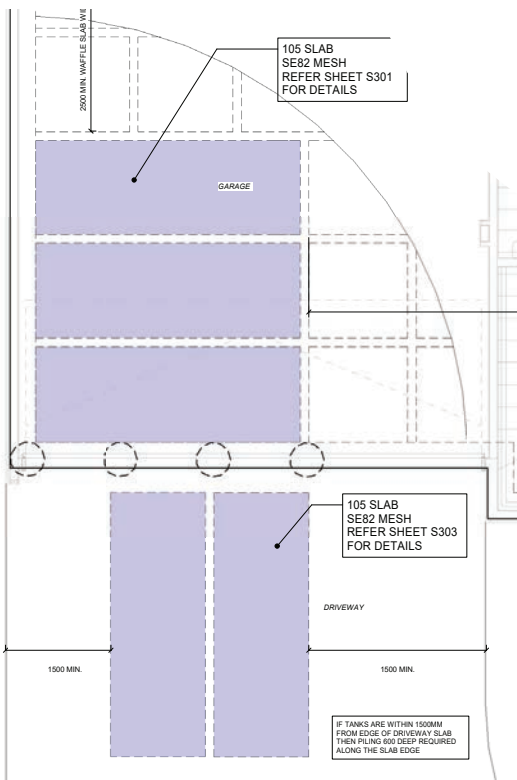 2500 MIN. WAFFLE SLAB
105 SLAB
SE82 MESH
REFER SHEET S301
FOR DETAILS
GARAGE
105 SLAB
SE82 MESH
REFER SHEET S303
FOR DETAILS
DRIVEWAY
1500 MIN.
1500 MIN.
IF TANKS ARE WITHIN 1500MM
FROM EDGE OF DRIVEWAY SLAB
THEN PILING 600 DEEP REQUIRED
ALONG THE SLAB EDGE